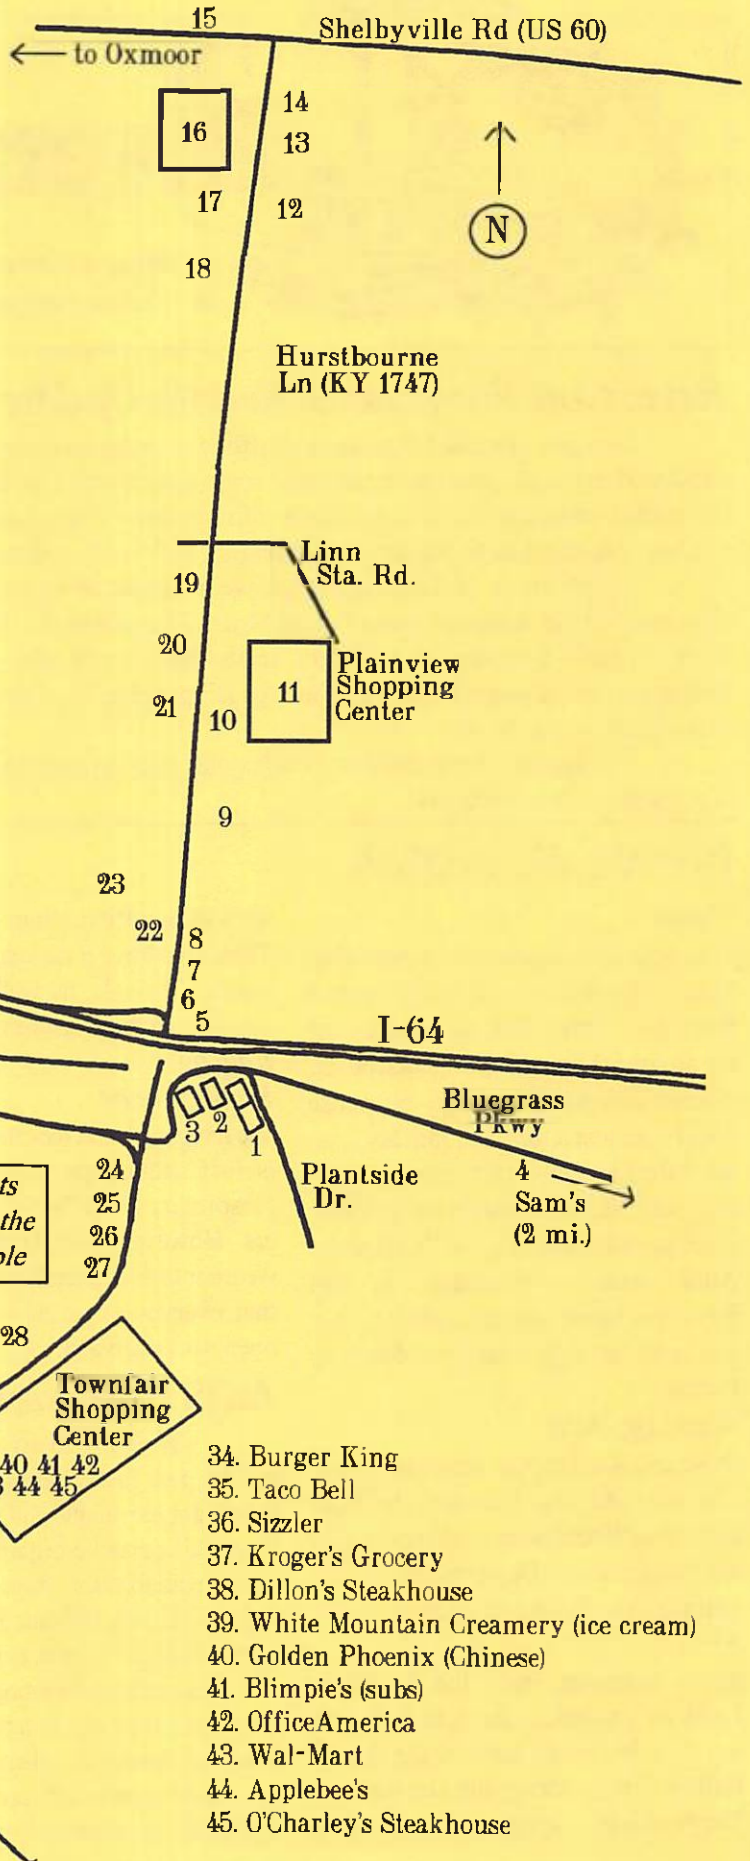 15
Shelbyville Rd (US 60)
to Oxmoor
14
16
13
17
12
N
18
Hurstbourne
Ln (KY 1747)
Linn
Sta. Rd.
19
20
Plainview
Shopping
Center
11
21
10
9
23
22
8
7
6
5
I-64
Bluegrass
Pkwy
3
2
1
24
Plantside
Dr.
4
Sam's
(2 mi.)
25
26
27
ts
the
ple
28
Townfair
Shopping
Center
40 41 42
3 44 45
34. Burger King
35. Taco Bell
36. Sizzler
37. Kroger's Grocery
38. Dillon's Steakhouse
39. White Mountain Creamery (ice cream)
40. Golden Phoenix (Chinese)
41. Blimpie's (subs)
42. OfficeAmerica
43. Wal-Mart
44. Applebee's
45. O'Charley's Steakhouse